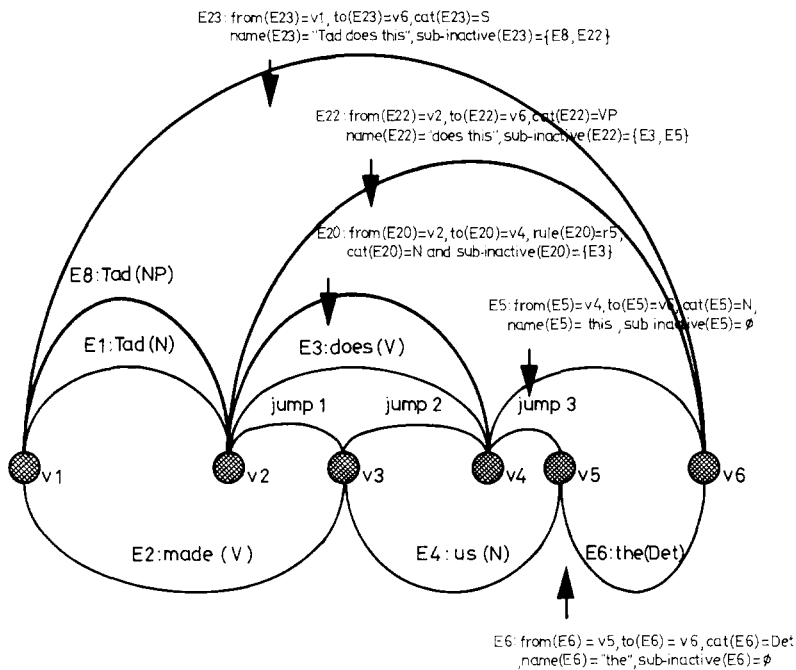 E23: from(E23)=v1, to(E23)=v6, cat(E23)=S
name(E23)="Tad does this", sub-inactive(E23)={E8, E22}
E22: from(E22)=v2, to(E22)=v6, cat(E22)=VP
name(E22)="does this", sub-inactive(E22)={E3, E5}
E20: from(E20)=v2, to(E20)=v4, rule(E20)=r5,
cat(E20)=N and sub-inactive(E20)={E3}
E8:Tad(NP)
E5: from(E5)=v4, to(E5)=v6, cat(E5)=N,
name(E5)= this , sub inactive(E5)=ø
E1:Tad(N)
E3:does(V)
jump 1
jump 2
jump 3
v1
v2
v3
v4
v5
v6
E2:made (V)
E4: us(N)
E6:the(Det)
E6: from(E6) = v5, to(E6) = v6, cat(E6)=Det
,name(E6) = "the", sub-inactive(E6)=ø